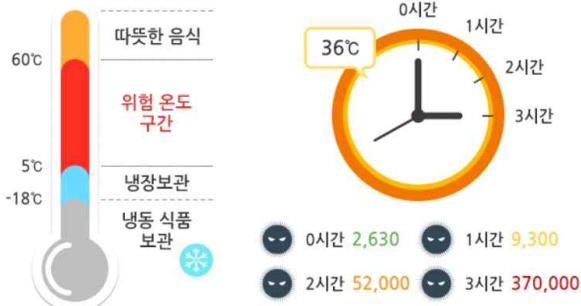 60℃
5℃
-18℃
따뜻한 음식
위험 온도
구간
냉장보관
냉동 식품
보관
36℃
0시간
1시간
2시간
3시간
0시간 2,630
1시간 9,300
2시간 52,000
3시간 370,000